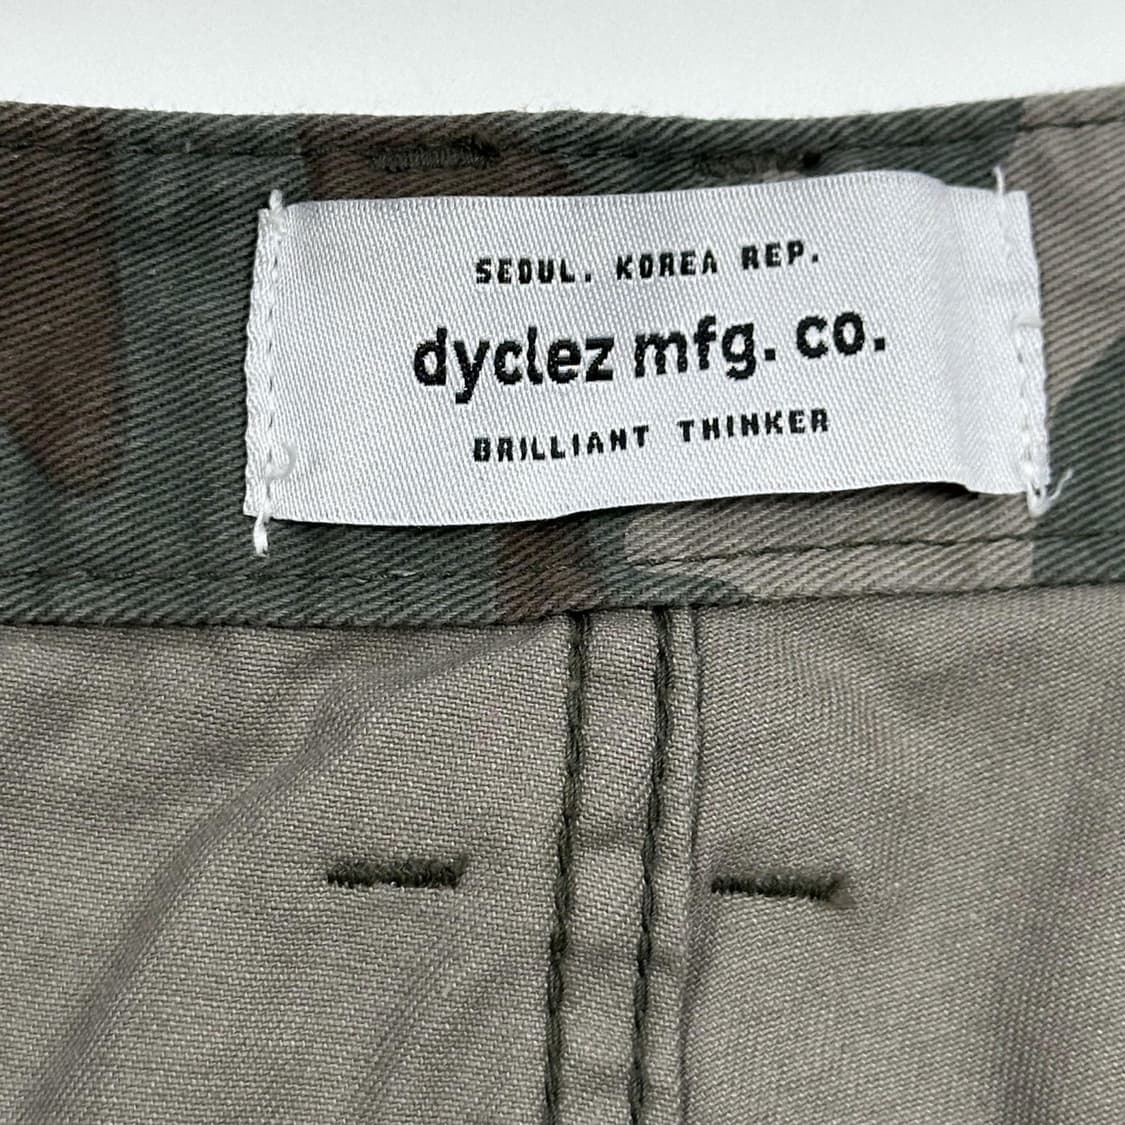 SEOUL. KOREA REP.
dyclez mfg. co.
BRILLIANT THINKER